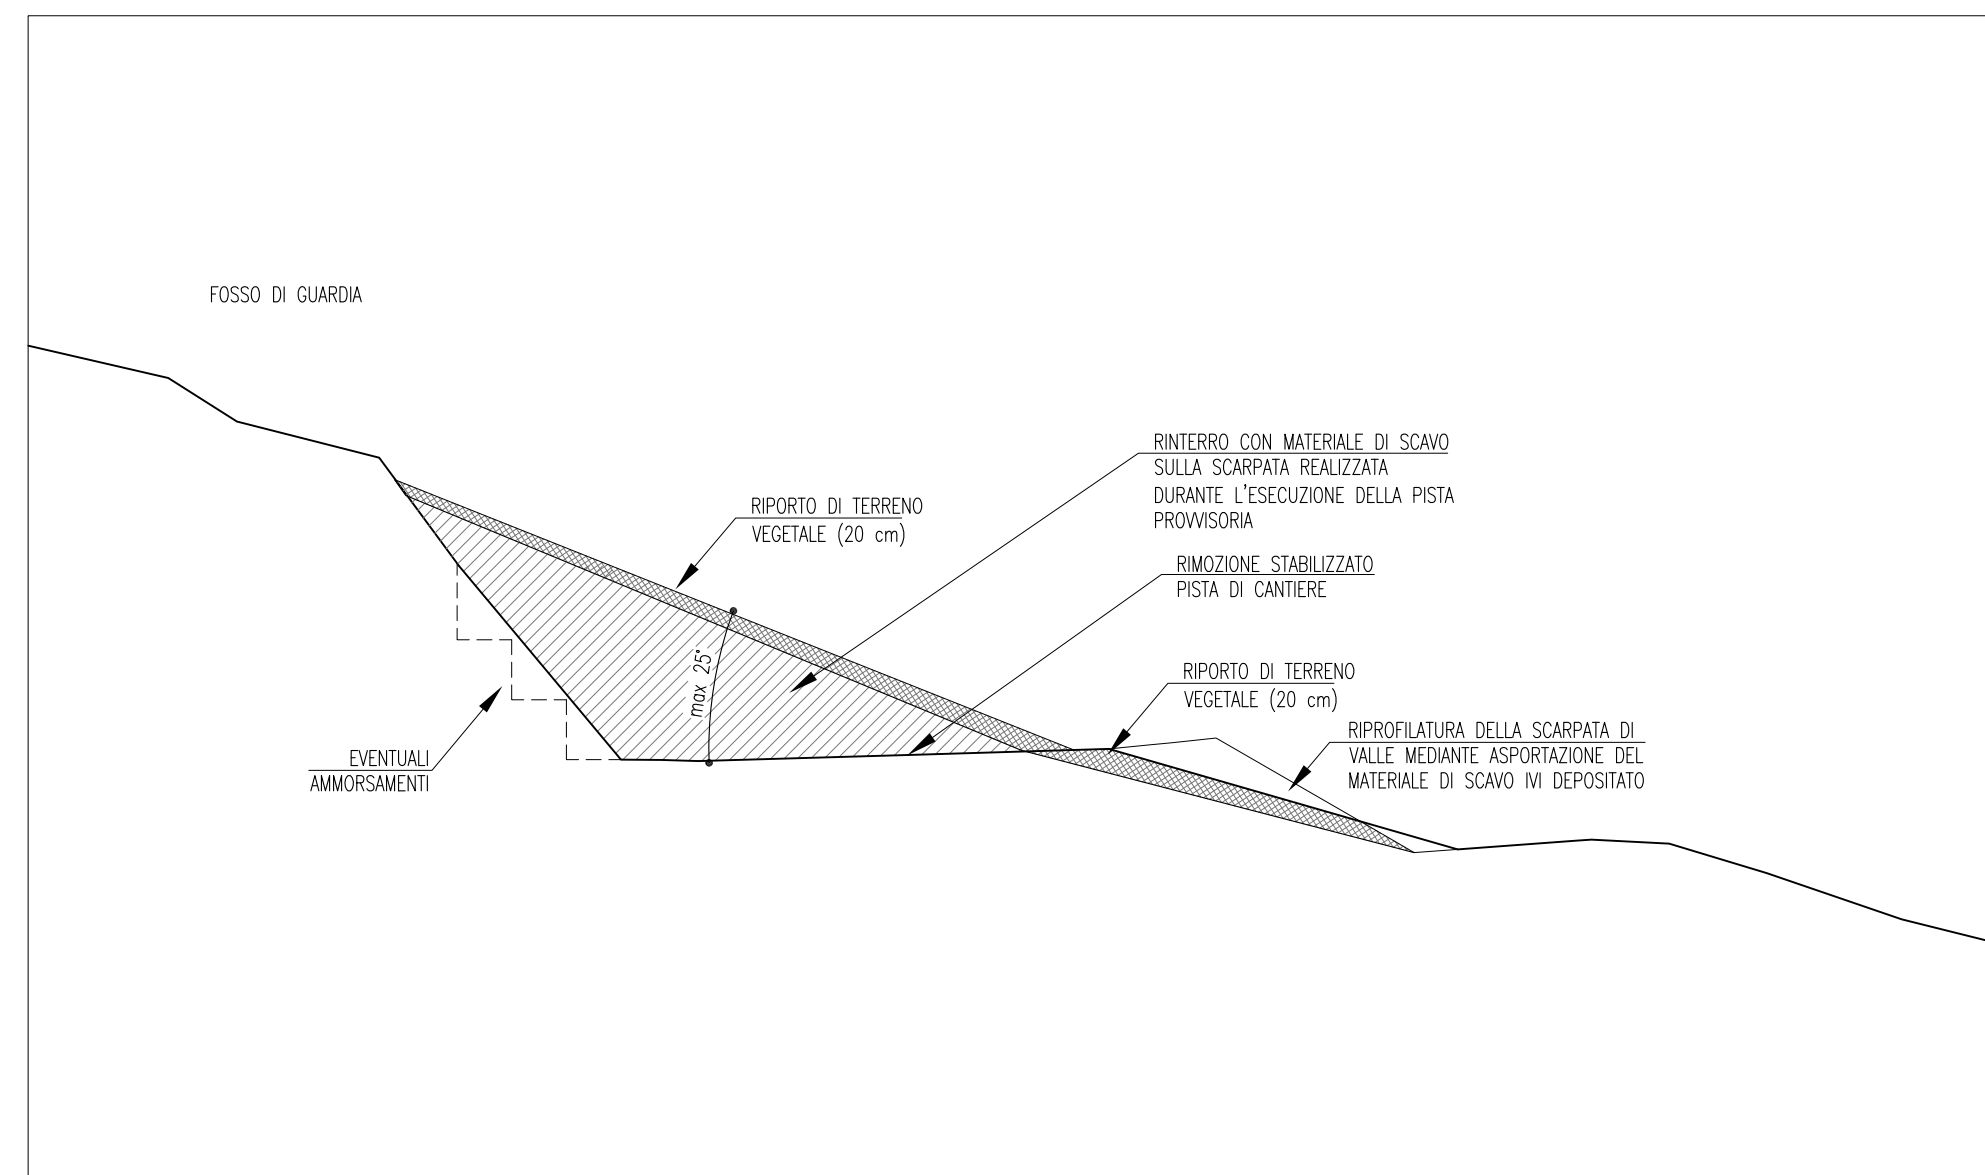 FOSSO DI GUARDIA
RINTERRO CON MATERIALE DI SCAVO
SULLA SCARPATA REALIZZATA
DURANTE L'ESECUZIONE DELLA PISTA
PROVVISORIA
RIPORTO DI TERRENO
VEGETALE (20 cm)
RIMOZIONE STABILIZZATO
PISTA DI CANTIERE
max 25°
RIPORTO DI TERRENO
VEGETALE (20 cm)
RIPROFILATURA DELLA SCARPATA DI
VALLE MEDIANTE ASPORTAZIONE DEL
MATERIALE DI SCAVO IVI DEPOSITATO
EVENTUALI
AMMORSAMENTI